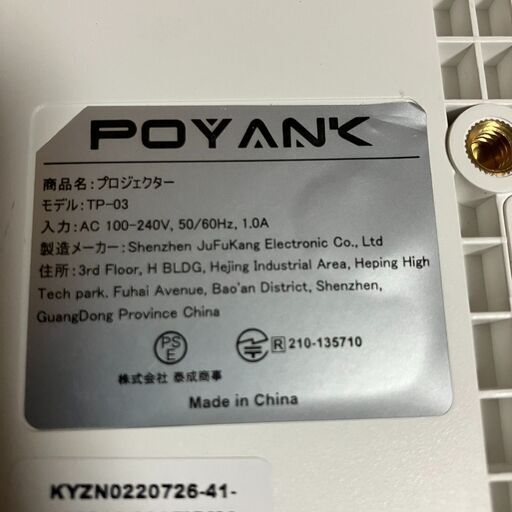 POYANK
商品名：プロジェクター
モデル：TP-03
入力：AC 100-240V, 50/60Hz, 1.0A
製造メーカー：Shenzhen JuFuKang Electronic Co., Ltd
住所：3rd Floor, H BLDG, Hejing Industrial Area, Heping High
Tech park. Fuhai Avenue, Bao'an District, Shenzhen,
GuangDong Province China
PS
E
R 210-135710
株式会社 泰成商事
Made in China
KYZN0220726-41-